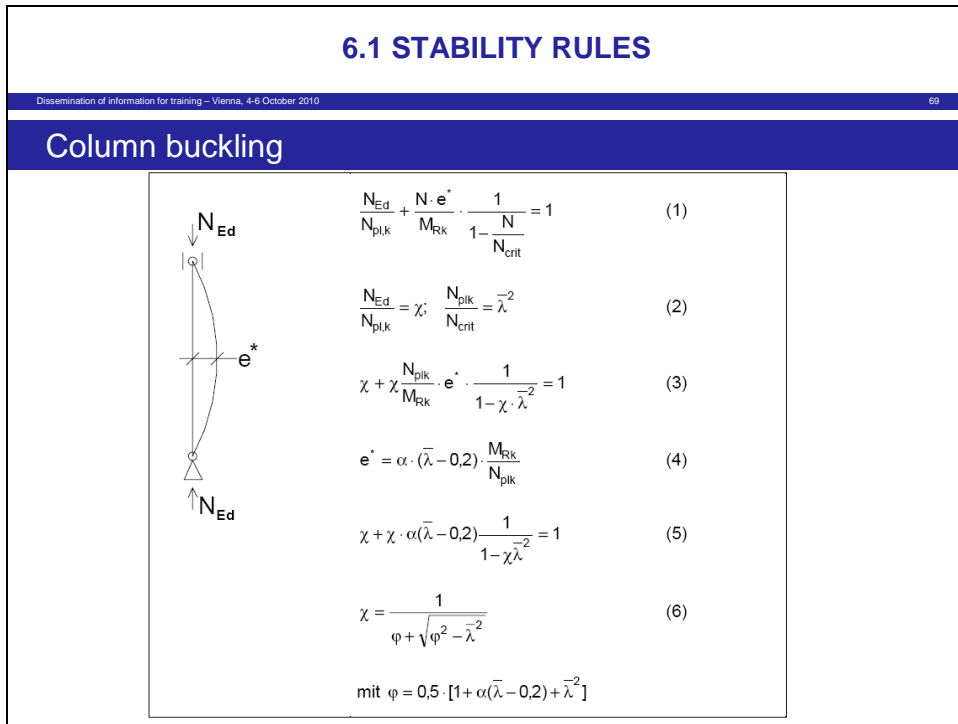 6.1 STABILITY RULES
Dissemination of information for training – Vienna, 4-6 October 2010 69
Column buckling
N_Ed
e*
N_Ed
N_Ed/N_pl,k + (N · e*)/M_Rk · 1/(1 − N/N_crit) = 1 (1)
N_Ed/N_pl,k = χ; N_plk/N_crit = λ̄² (2)
χ + χ N_plk/M_Rk · e* · 1/(1 − χ · λ̄²) = 1 (3)
e* = α · (λ̄ − 0,2) · M_Rk/N_plk (4)
χ + χ · α(λ̄ − 0,2) 1/(1 − χλ̄²) = 1 (5)
χ = 1/(φ + √(φ² − λ̄²)) (6)
mit φ = 0,5 · [1 + α(λ̄ − 0,2) + λ̄²]